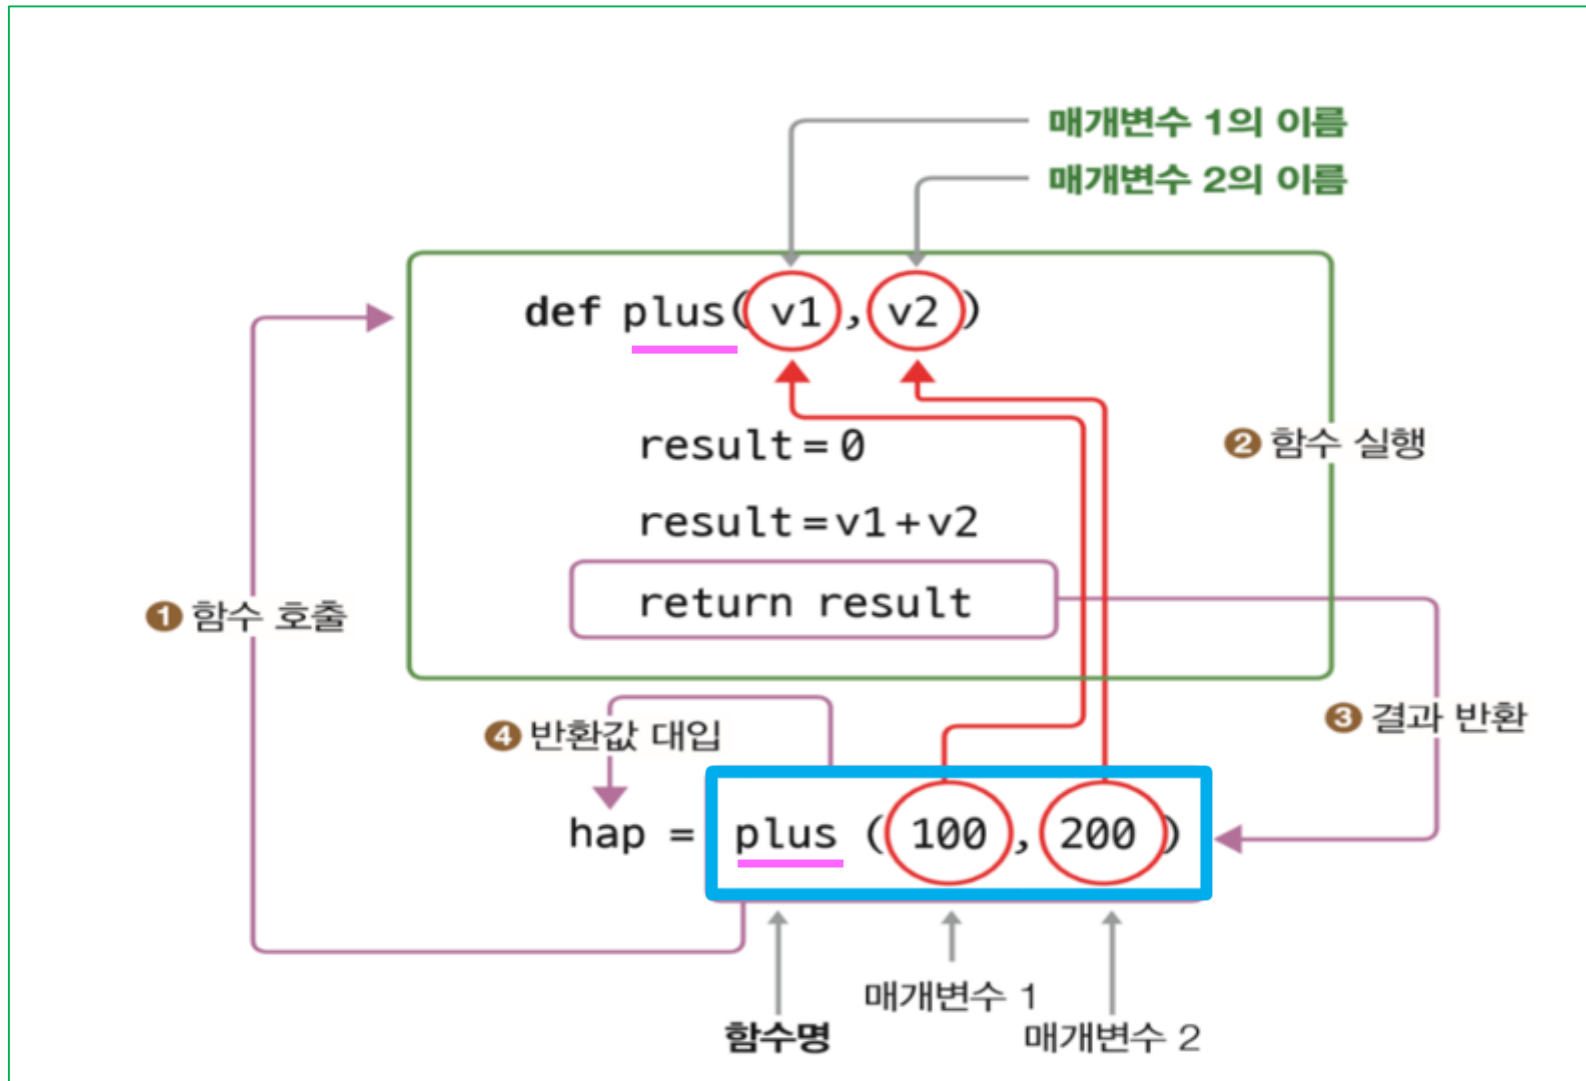 매개변수 1의 이름
매개변수 2의 이름
def plus( v1 , v2 )
result = 0
❷ 함수 실행
result = v1 + v2
return result
❶ 함수 호출
❸ 결과 반환
❹ 반환값 대입
hap = plus ( 100 , 200 )
매개변수 1
함수명
매개변수 2